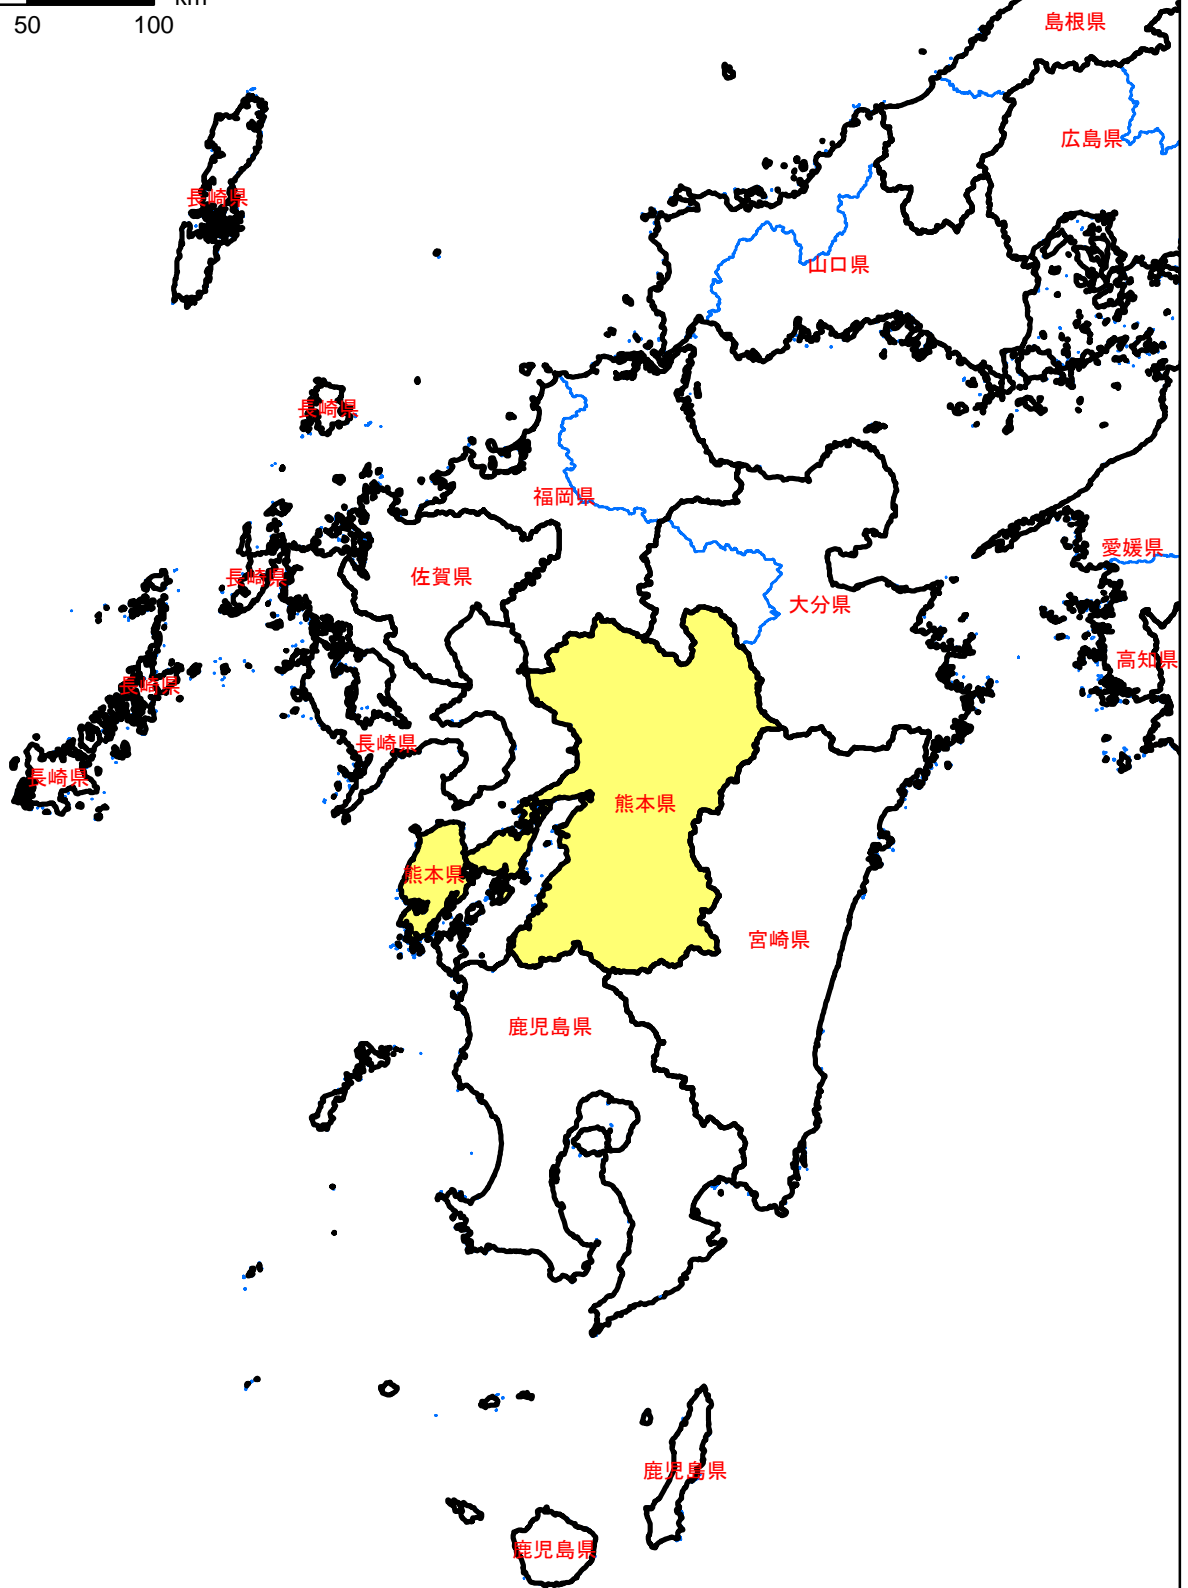 km
50 100
島根県
広島県
長崎県
山口県
長崎県
福岡県
愛媛県
長崎県
佐賀県
大分県
高知県
長崎県
長崎県
長崎県
熊本県
熊本県
宮崎県
鹿児島県
鹿児島県
鹿児島県